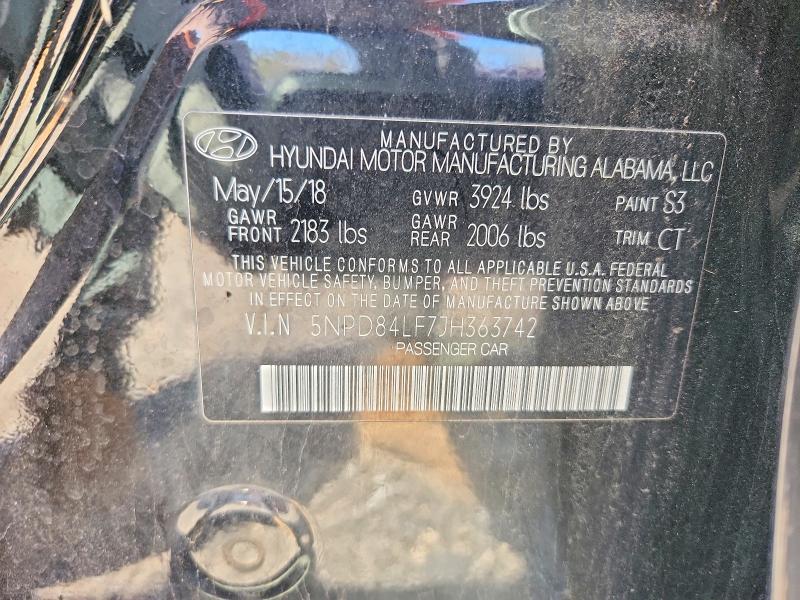 MANUFACTURED BY
HYUNDAI MOTOR MANUFACTURING ALABAMA, LLC
May/15/18 GVWR 3924 lbs PAINT S3
GAWR FRONT 2183 lbs GAWR REAR 2006 lbs TRIM CT
THIS VEHICLE CONFORMS TO ALL APPLICABLE U.S.A. FEDERAL
MOTOR VEHICLE SAFETY, BUMPER, AND THEFT PREVENTION STANDARDS
IN EFFECT ON THE DATE OF MANUFACTURE SHOWN ABOVE
V.I.N 5NPD84LF7JH363742
PASSENGER CAR